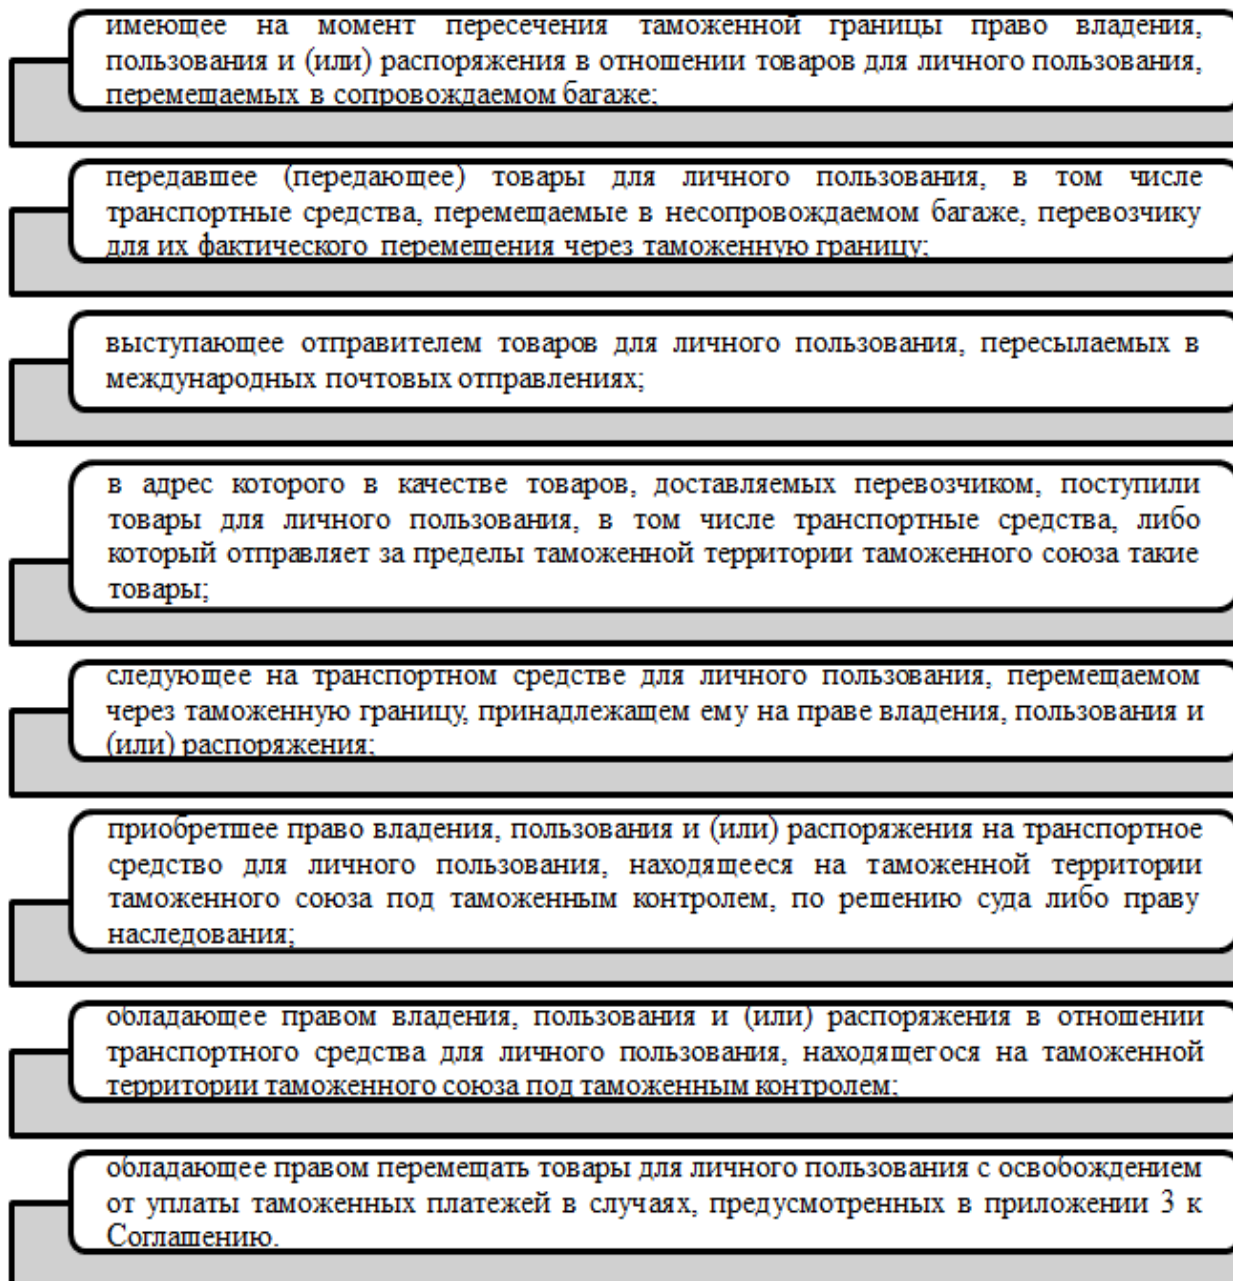 имеющее на момент пересечения таможенной границы право владения,
пользования и (или) распоряжения в отношении товаров для личного пользования,
перемещаемых в сопровождаемом багаже;
передавшее (передающее) товары для личного пользования, в том числе
транспортные средства, перемещаемые в несопровождаемом багаже, перевозчику
для их фактического перемещения через таможенную границу;
выступающее отправителем товаров для личного пользования, пересылаемых в
международных почтовых отправлениях;
в адрес которого в качестве товаров, доставляемых перевозчиком, поступили
товары для личного пользования, в том числе транспортные средства, либо
который отправляет за пределы таможенной территории таможенного союза такие
товары;
следующее на транспортном средстве для личного пользования, перемещаемом
через таможенную границу, принадлежащем ему на праве владения, пользования и
(или) распоряжения;
приобретшее право владения, пользования и (или) распоряжения на транспортное
средство для личного пользования, находящееся на таможенной территории
таможенного союза под таможенным контролем, по решению суда либо праву
наследования;
обладающее правом владения, пользования и (или) распоряжения в отношении
транспортного средства для личного пользования, находящегося на таможенной
территории таможенного союза под таможенным контролем;
обладающее правом перемещать товары для личного пользования с освобождением
от уплаты таможенных платежей в случаях, предусмотренных в приложении 3 к
Соглашению.